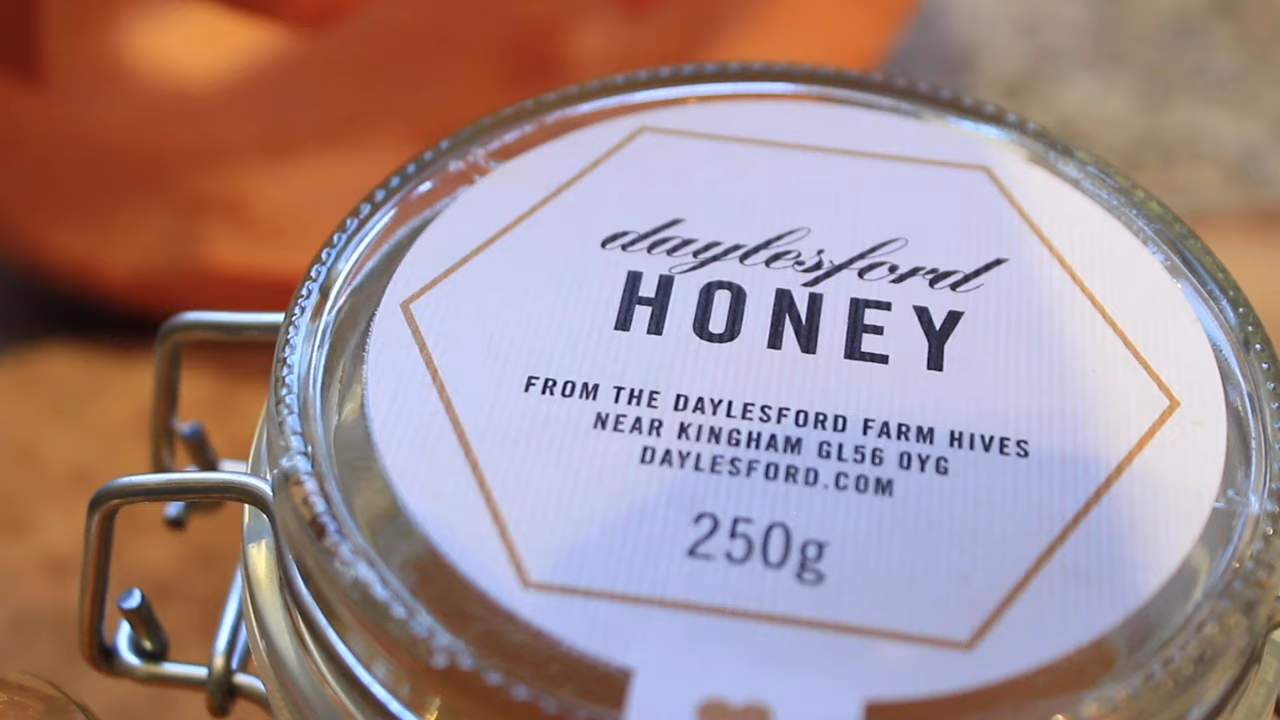 daylesford
HONEY
FROM THE DAYLESFORD FARM HIVES
NEAR KINGHAM GL56 0YG
DAYLESFORD.COM
250g